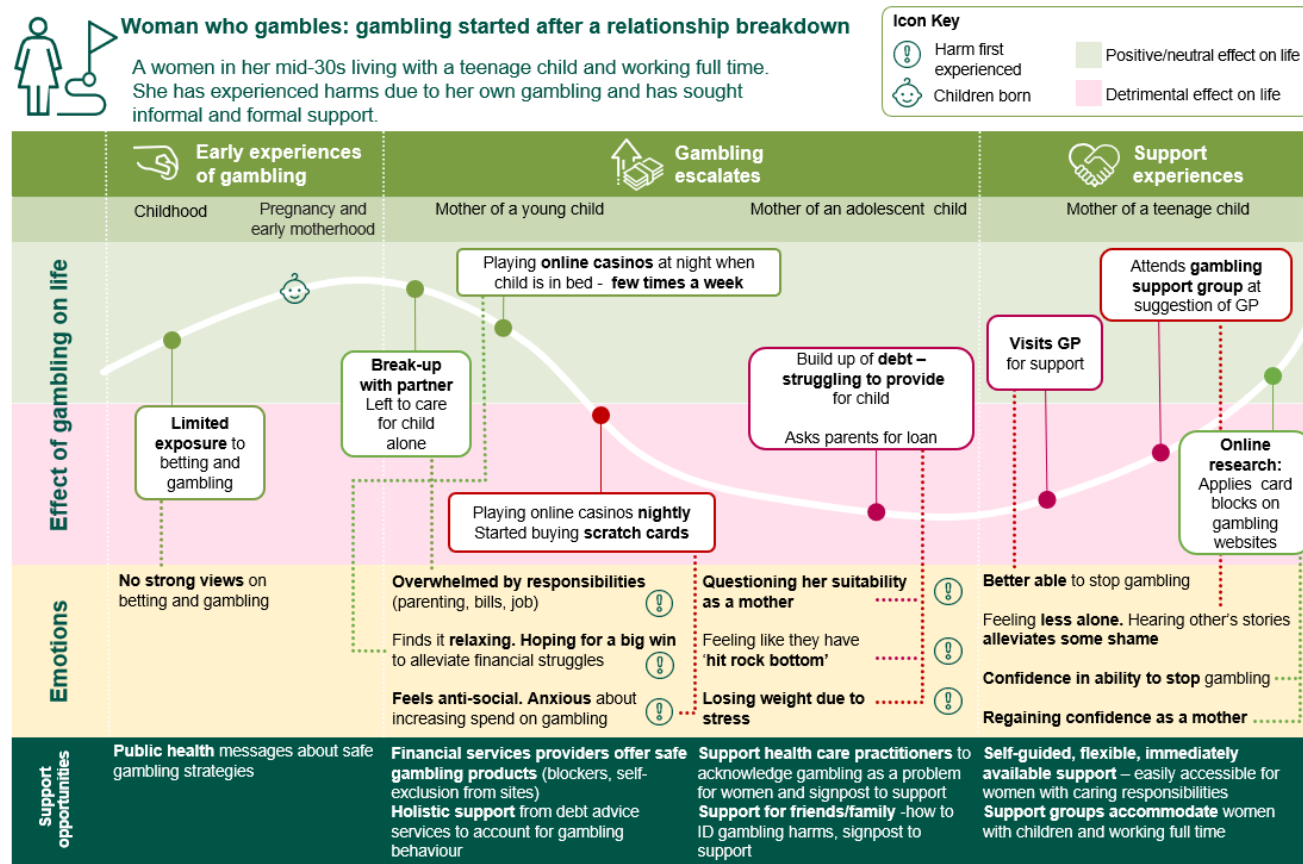 Woman who gambles: gambling started after a relationship breakdown
A women in her mid-30s living with a teenage child and working full time.
She has experienced harms due to her own gambling and has sought
informal and formal support.
Icon Key
Harm first
experienced
Children born
Positive/neutral effect on life
Detrimental effect on life
Early experiences
of gambling
Gambling
escalates
Support
experiences
Childhood
Pregnancy and
early motherhood
Mother of a young child
Mother of an adolescent child
Mother of a teenage child
Effect of gambling on life
Playing online casinos at night when
child is in bed - few times a week
Attends gambling
support group at
suggestion of GP
Visits GP
for support
Break-up
with partner
Left to care
for child
alone
Build up of debt –
struggling to provide
for child
Asks parents for loan
Limited
exposure to
betting and
gambling
Online
research:
Applies card
blocks on
gambling
websites
Playing online casinos nightly
Started buying scratch cards
Emotions
No strong views on
betting and gambling
Overwhelmed by responsibilities
(parenting, bills, job)
Finds it relaxing. Hoping for a big win
to alleviate financial struggles
Feels anti-social. Anxious about
increasing spend on gambling
Questioning her suitability
as a mother
Feeling like they have
‘hit rock bottom’
Losing weight due to
stress
Better able to stop gambling
Feeling less alone. Hearing other’s stories
alleviates some shame
Confidence in ability to stop gambling
Regaining confidence as a mother
Support
opportunities
Public health messages about safe
gambling strategies
Financial services providers offer safe
gambling products (blockers, self-
exclusion from sites)
Holistic support from debt advice
services to account for gambling
behaviour
Support health care practitioners to
acknowledge gambling as a problem
for women and signpost to support
Support for friends/family -how to
ID gambling harms, signpost to
support
Self-guided, flexible, immediately
available support – easily accessible for
women with caring responsibilities
Support groups accommodate women
with children and working full time